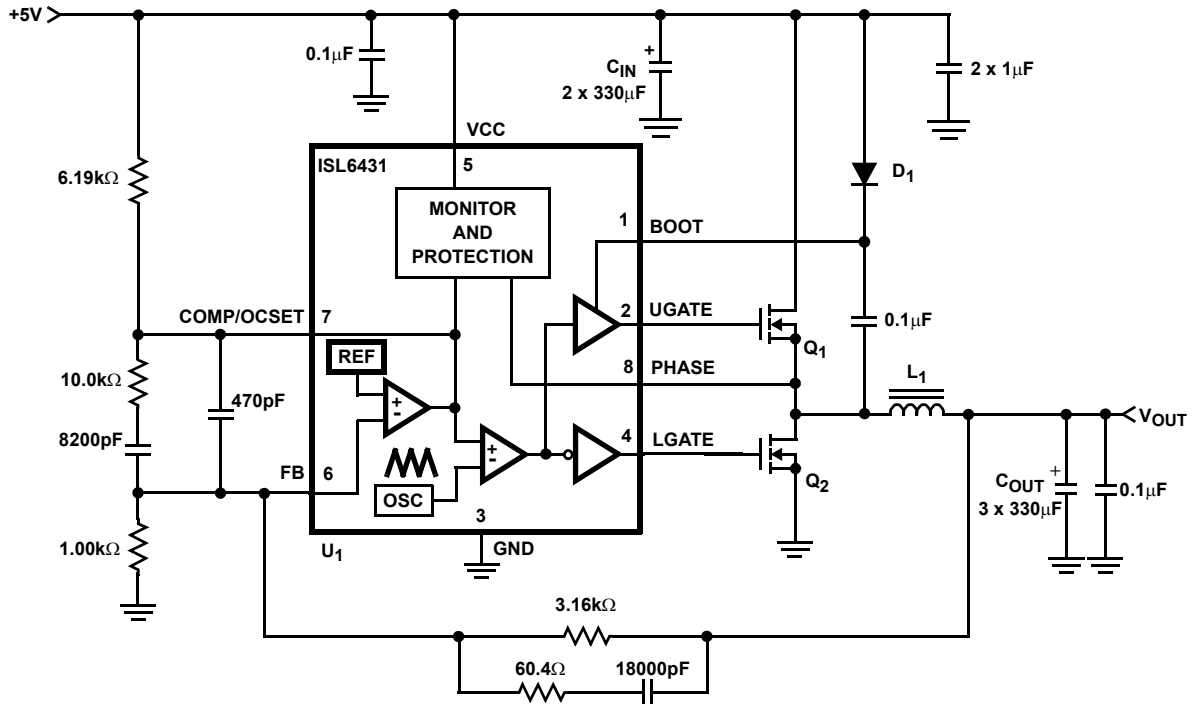 +5V
0.1μF
C_IN
2 x 330μF
+
2 x 1μF
VCC
ISL6431
5
6.19kΩ
D1
MONITOR
AND
PROTECTION
1
BOOT
COMP/OCSET
7
2
UGATE
0.1μF
Q1
REF
8
PHASE
10.0kΩ
L1
470pF
+
-
8200pF
+
-
4
LGATE
VOUT
FB
6
OSC
Q2
COUT
+
3 x 330μF
0.1μF
3
1.00kΩ
U1
GND
3.16kΩ
60.4Ω
18000pF